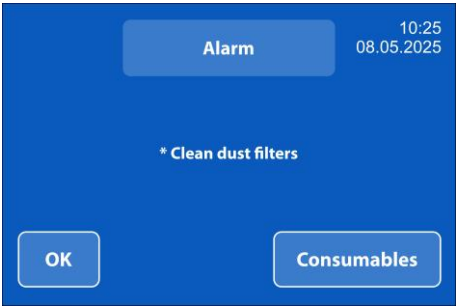 Alarm
10:25
08.05.2025
* Clean dust filters
OK
Consumables